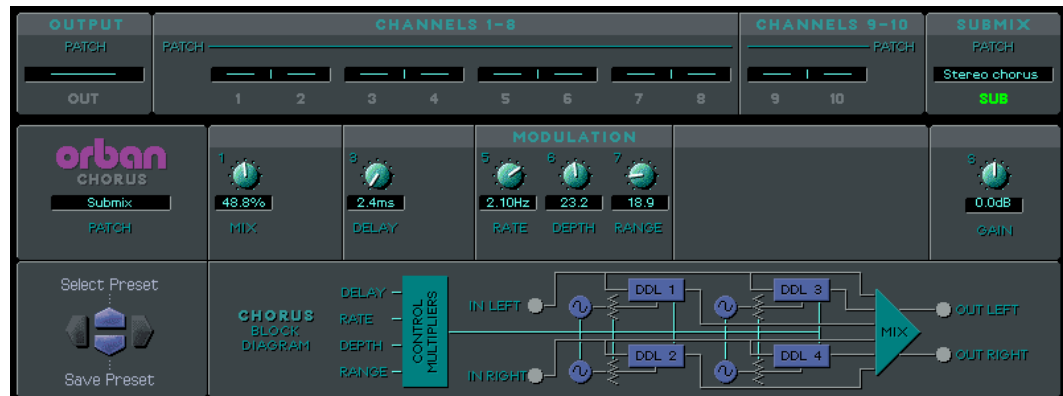 OUTPUT
CHANNELS 1-8
CHANNELS 9-10
SUBMIX
PATCH
PATCH
PATCH
PATCH
Stereo chorus
OUT
1 2 3 4 5 6 7 8
9 10
SUB
orban
CHORUS
Submix
PATCH
1
48.8%
MIX
3
2.4ms
DELAY
MODULATION
5 6 7
2.10Hz 23.2 18.9
RATE DEPTH RANGE
0.0dB
GAIN
Select Preset
Save Preset
CHORUS
BLOCK
DIAGRAM
DELAY
RATE
DEPTH
RANGE
CONTROL
MULTIPLIERS
IN LEFT
IN RIGHT
DDL 1
DDL 2
DDL 3
DDL 4
MIX
OUT LEFT
OUT RIGHT